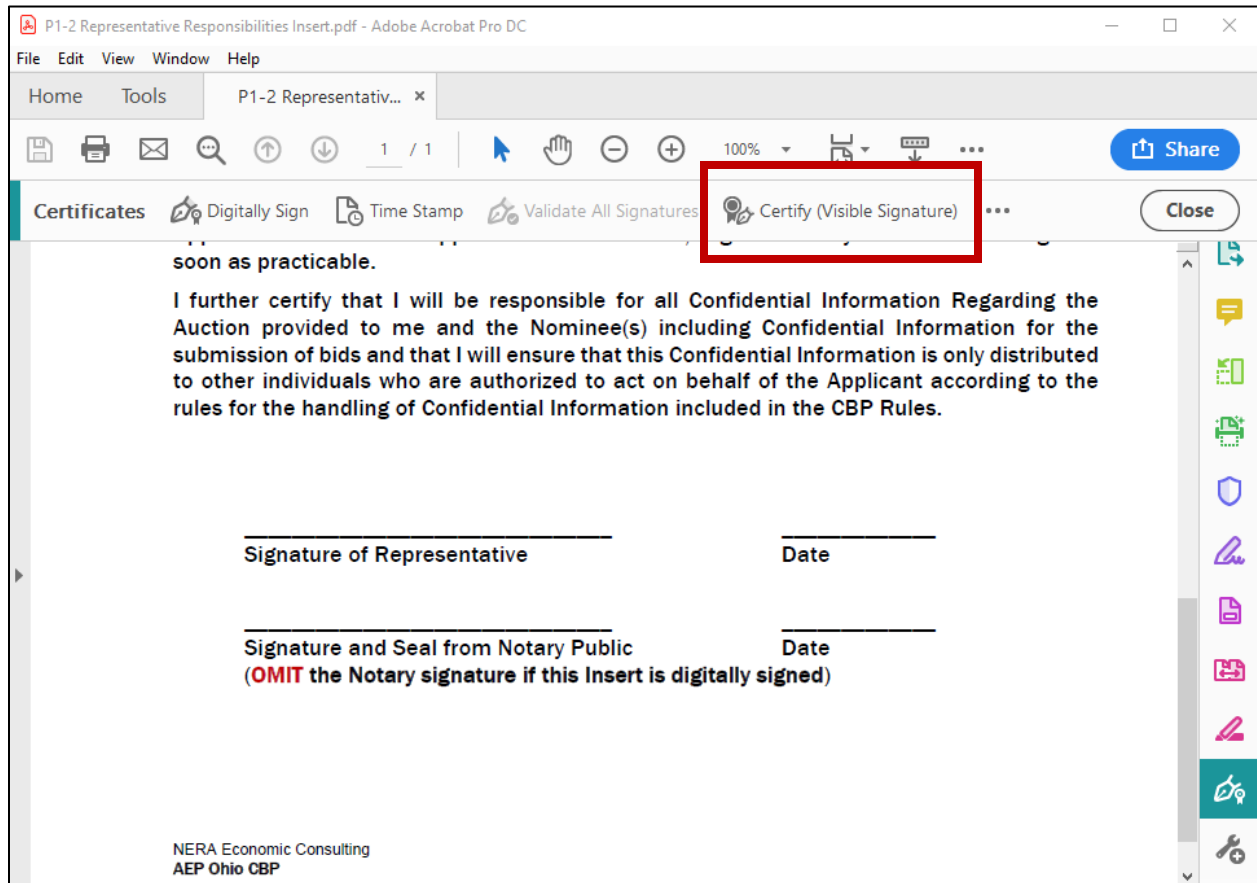 P1-2 Representative Responsibilities Insert.pdf - Adobe Acrobat Pro DC
File Edit View Window Help
Home Tools P1-2 Representativ... ×
1 / 1 100% Share
Certificates Digitally Sign Time Stamp Validate All Signatures Certify (Visible Signature) Close
soon as practicable.
I further certify that I will be responsible for all Confidential Information Regarding the
Auction provided to me and the Nominee(s) including Confidential Information for the
submission of bids and that I will ensure that this Confidential Information is only distributed
to other individuals who are authorized to act on behalf of the Applicant according to the
rules for the handling of Confidential Information included in the CBP Rules.
Signature of Representative Date
Signature and Seal from Notary Public Date
(OMIT the Notary signature if this Insert is digitally signed)
NERA Economic Consulting
AEP Ohio CBP